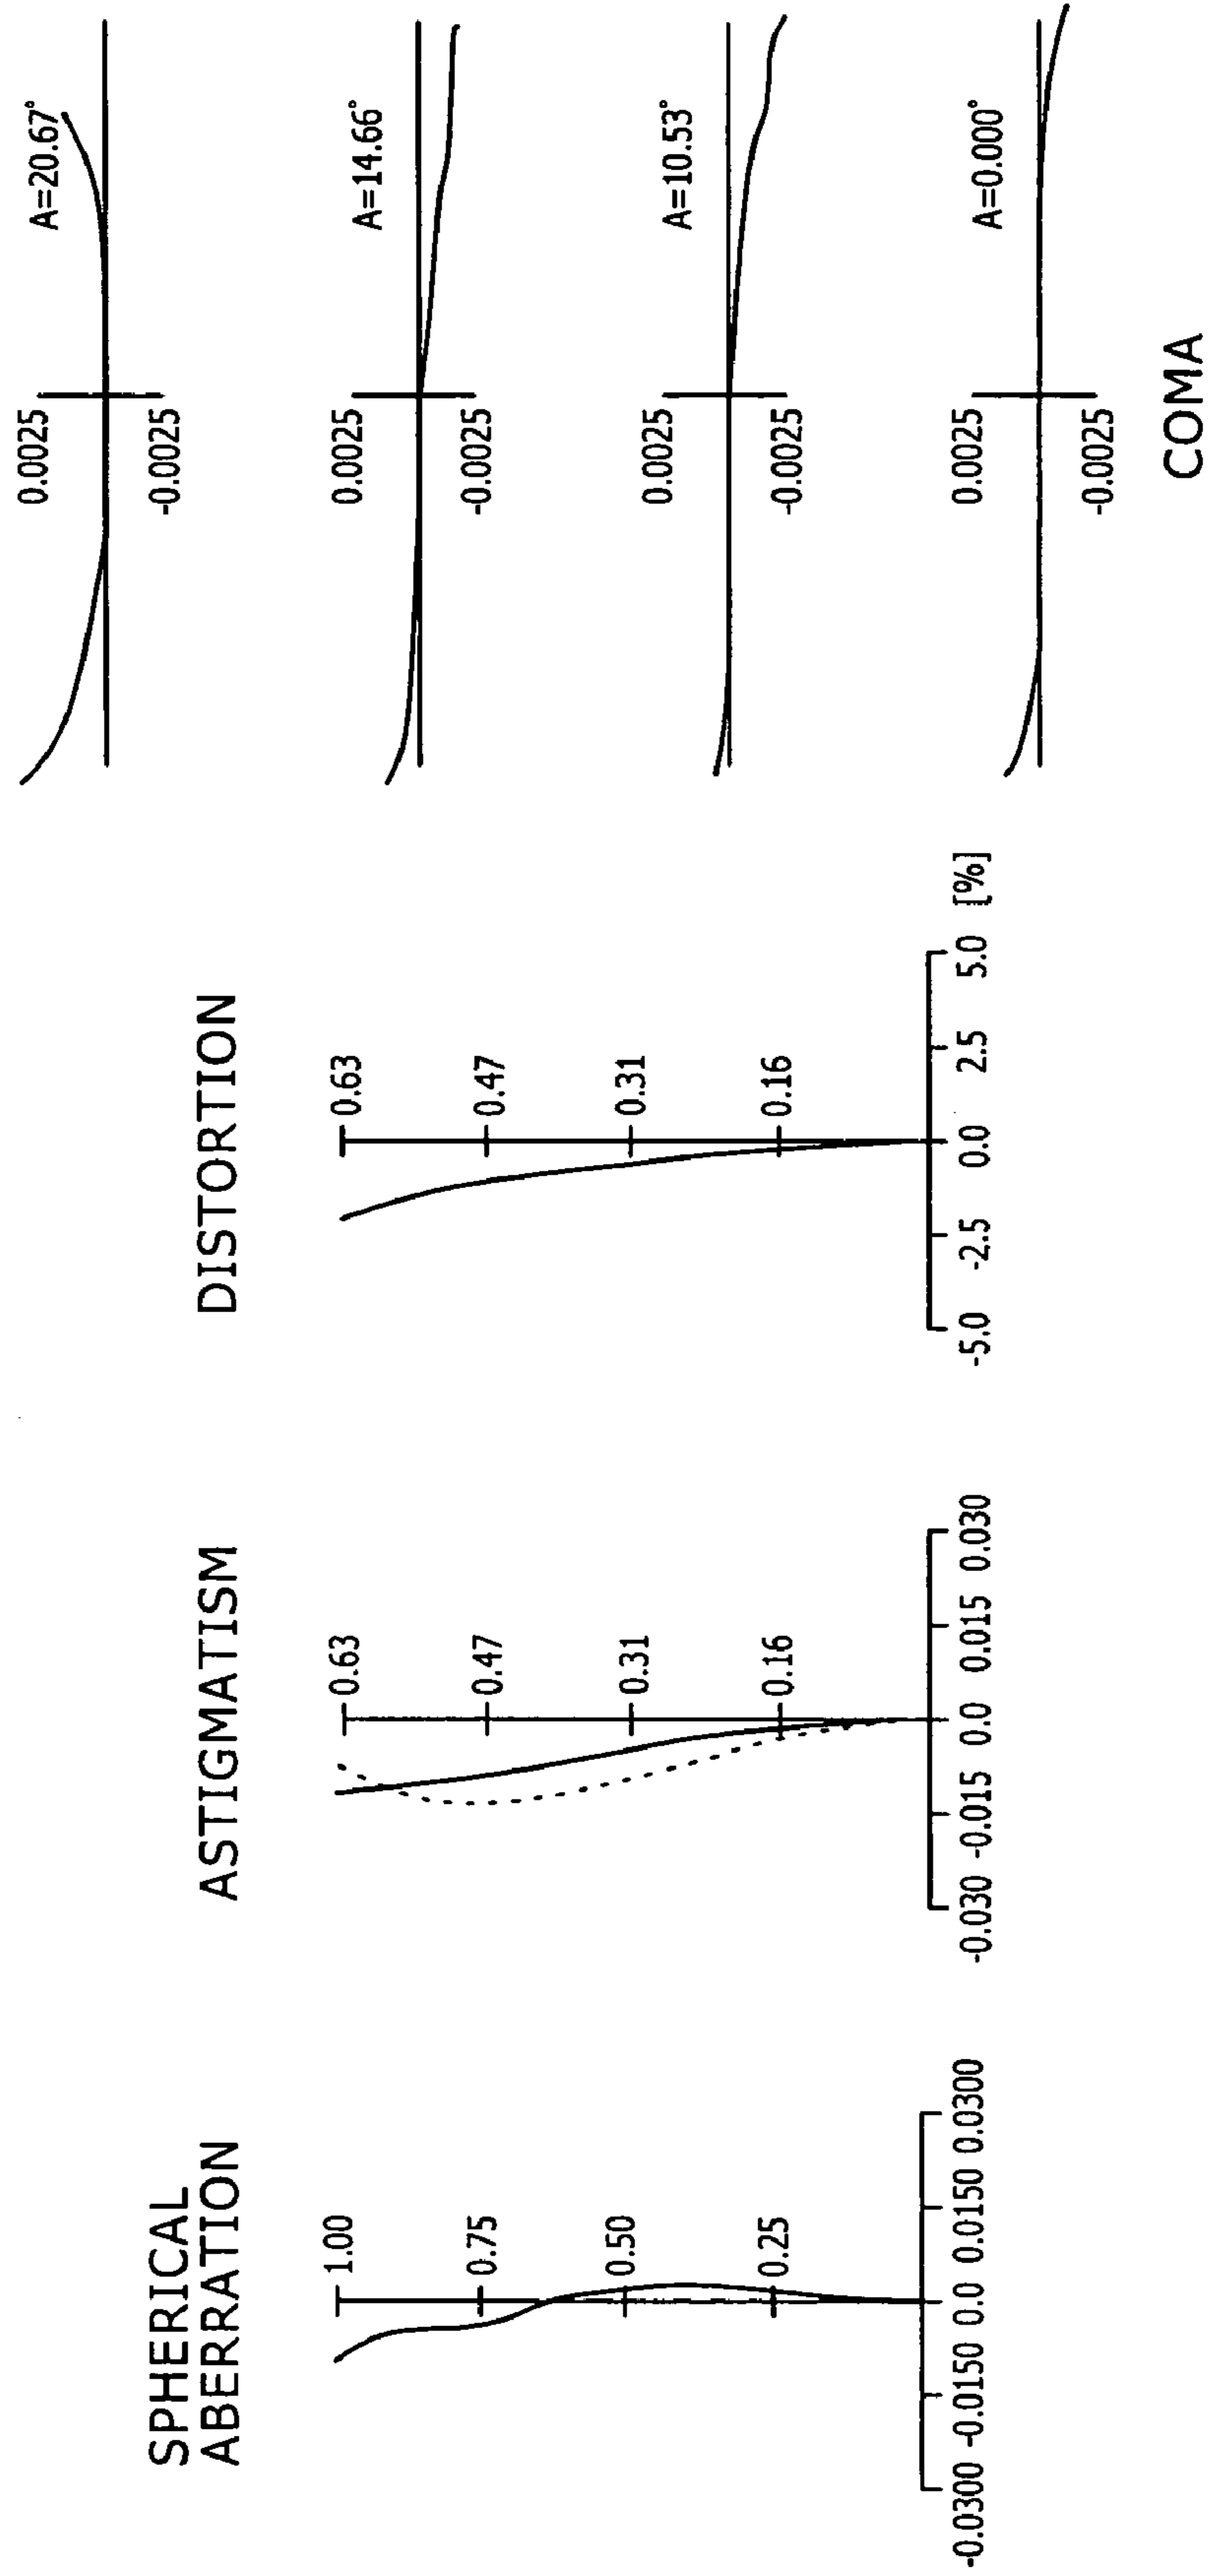 SPHERICAL
ABERRATION
1.00
0.75
0.50
0.25
-0.0300 -0.0150 0.0 0.0150 0.0300
ASTIGMATISM
0.63
0.47
0.31
0.16
-0.030 -0.015 0.0 0.015 0.030
DISTORTION
0.63
0.47
0.31
0.16
-5.0 -2.5 0.0 2.5 5.0 [%]
0.0025
A=20.67°
-0.0025
0.0025
A=14.66°
-0.0025
0.0025
A=10.53°
-0.0025
0.0025
A=0.000°
-0.0025
COMA